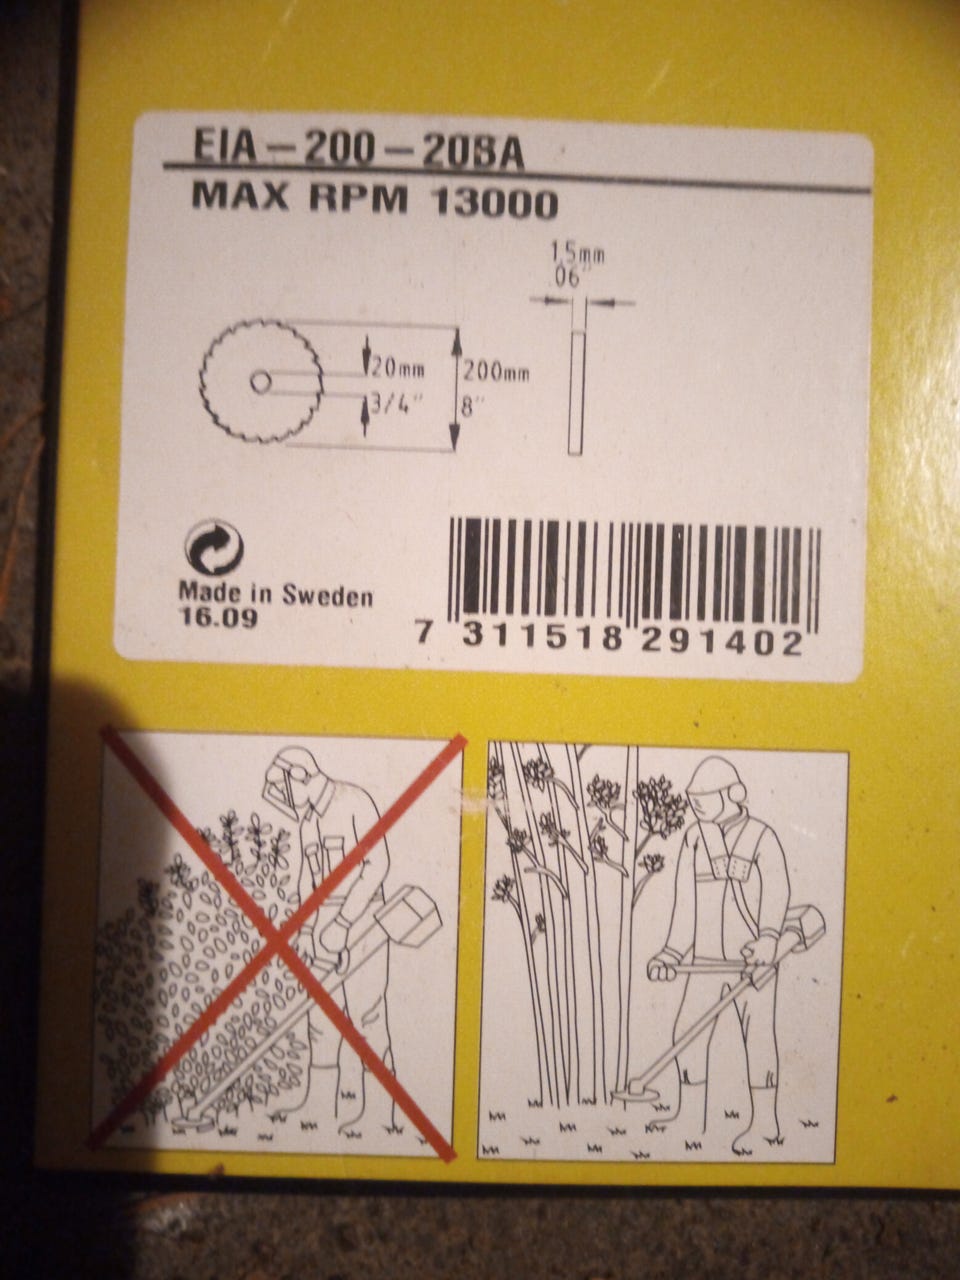 EIA-200-20BA
MAX RPM 13000
1.5mm
.06"
20mm
3/4"
200mm
8"
Made in Sweden
16.09
7 311518 291402